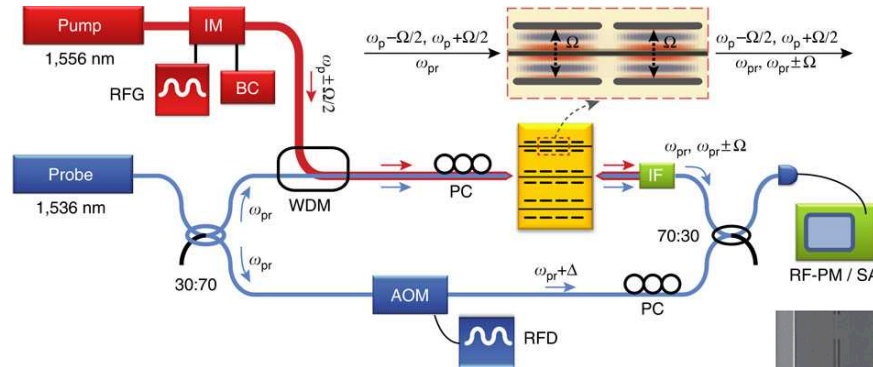 Pump
IM
1,556 nm
RFG
BC
ω_p±Ω/2
ω_p−Ω/2, ω_p+Ω/2
ω_pr
Ω
Ω
ω_p−Ω/2, ω_p+Ω/2
ω_pr, ω_pr±Ω
Probe
1,536 nm
WDM
PC
IF
ω_pr, ω_pr±Ω
ω_pr
ω_pr
30:70
70:30
AOM
ω_pr+Δ
PC
RFD
RF-PM / SA